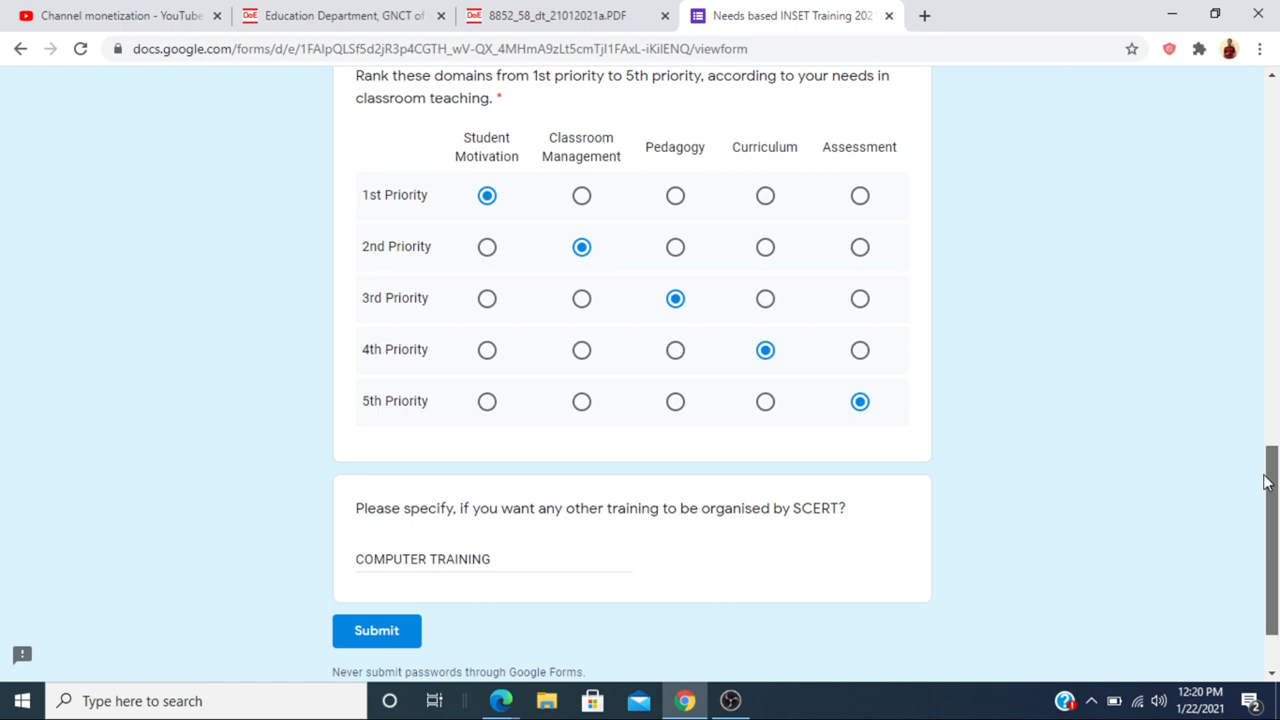 Channel monetization - YouTube
Education Department, GNCT of
8852_58_dt_21012021a.PDF
Needs based INSET Training 202
docs.google.com/forms/d/e/1FAIpQLSf5d2jR3p4CGTH_wV-QX_4MHmA9zLt5cmTjI1FAxL-iKiIENQ/viewform
Rank these domains from 1st priority to 5th priority, according to your needs in
classroom teaching. *
Student Motivation Classroom Management Pedagogy Curriculum Assessment
1st Priority
2nd Priority
3rd Priority
4th Priority
5th Priority
Please specify, if you want any other training to be organised by SCERT?
COMPUTER TRAINING
Submit
Never submit passwords through Google Forms.
Type here to search
12:20 PM
1/22/2021
2